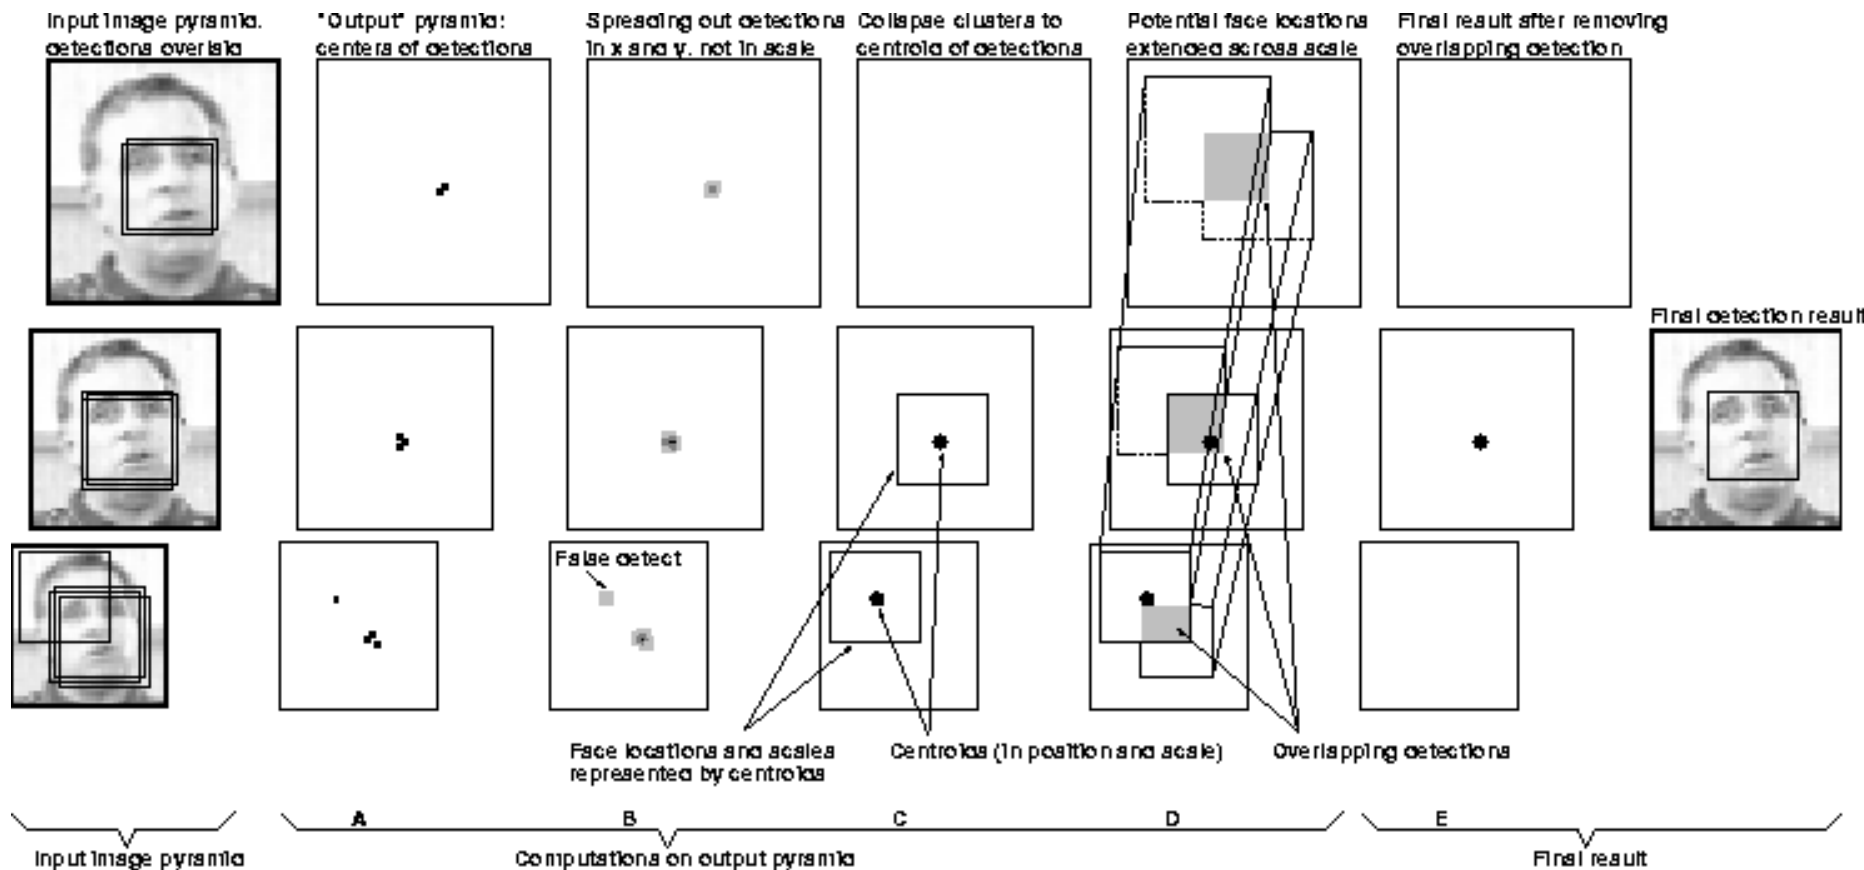 Input image pyramid,
detections overlaid
"Output" pyramid:
centers of detections
Spreading out detections
in x and y, not in scale
Collapse clusters to
centroid of detections
Potential face locations
extended across scale
Final result after removing
overlapping detection
Final detection result
False detect
Face locations and scales
represented by centroids
Centroids (in position and scale)
Overlapping detections
A
B
C
D
E
Input image pyramid
Computations on output pyramid
Final result